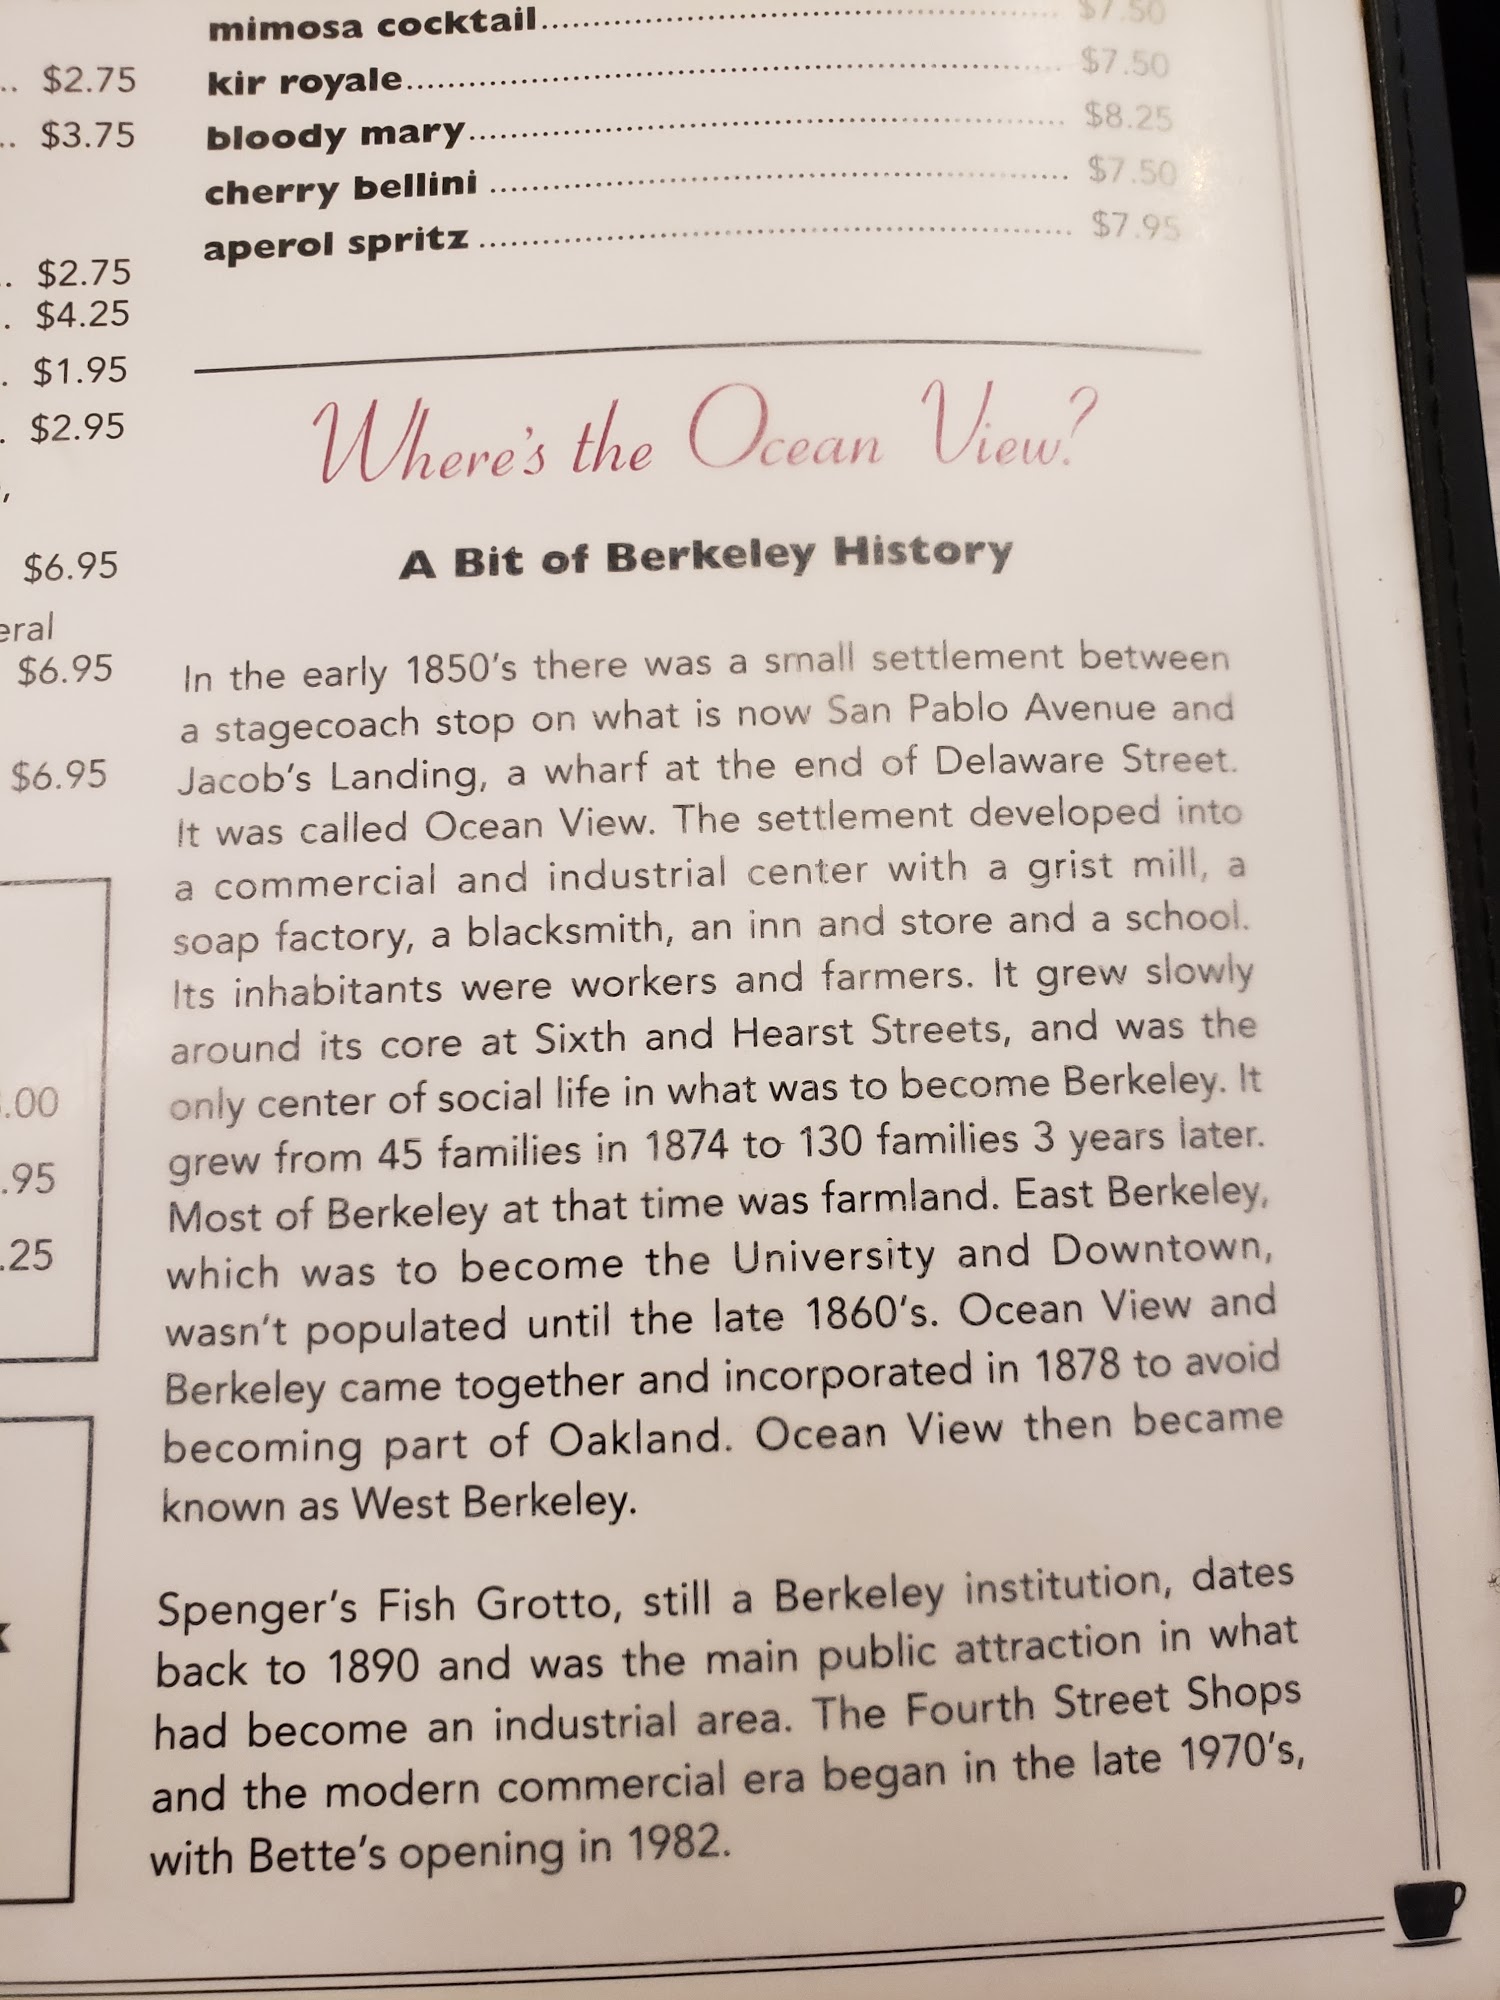 mimosa cocktail.......... $7.50
kir royale.......... $7.50
bloody mary.......... $8.25
cherry bellini .......... $7.50
aperol spritz .......... $7.95
.. $2.75
.. $3.75
.. $2.75
. $4.25
. $1.95
. $2.95
$6.95
$6.95
$6.95
.00
.95
.25
Where's the Ocean View?
A Bit of Berkeley History
In the early 1850's there was a small settlement between
a stagecoach stop on what is now San Pablo Avenue and
Jacob's Landing, a wharf at the end of Delaware Street.
It was called Ocean View. The settlement developed into
a commercial and industrial center with a grist mill, a
soap factory, a blacksmith, an inn and store and a school.
Its inhabitants were workers and farmers. It grew slowly
around its core at Sixth and Hearst Streets, and was the
only center of social life in what was to become Berkeley. It
grew from 45 families in 1874 to 130 families 3 years later.
Most of Berkeley at that time was farmland. East Berkeley,
which was to become the University and Downtown,
wasn't populated until the late 1860's. Ocean View and
Berkeley came together and incorporated in 1878 to avoid
becoming part of Oakland. Ocean View then became
known as West Berkeley.
Spenger's Fish Grotto, still a Berkeley institution, dates
back to 1890 and was the main public attraction in what
had become an industrial area. The Fourth Street Shops
and the modern commercial era began in the late 1970's,
with Bette's opening in 1982.